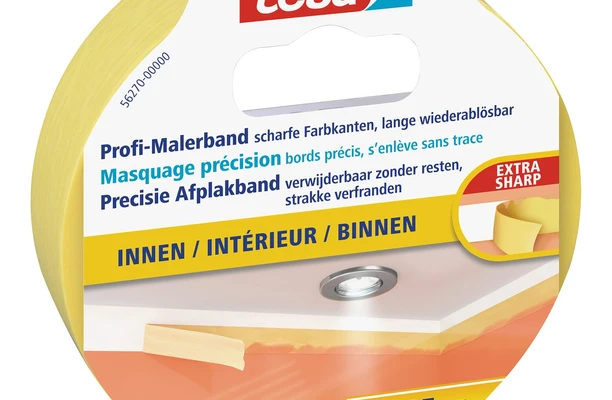 tesa
56270-00000
Profi-Malerband scharfe Farbkanten, lange wiederablösbar
Masquage précision bords précis, s'enlève sans trace
Precisie Afplakband verwijderbaar zonder resten,
strakke verfranden
EXTRA
SHARP
INNEN / INTÉRIEUR / BINNEN